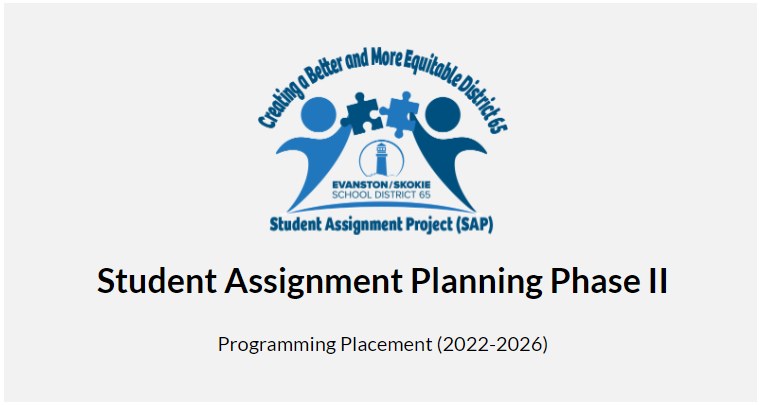 Creating a Better and More Equitable District 65
EVANSTON/SKOKIE
SCHOOL DISTRICT 65
Student Assignment Project (SAP)
Student Assignment Planning Phase II
Programming Placement (2022-2026)